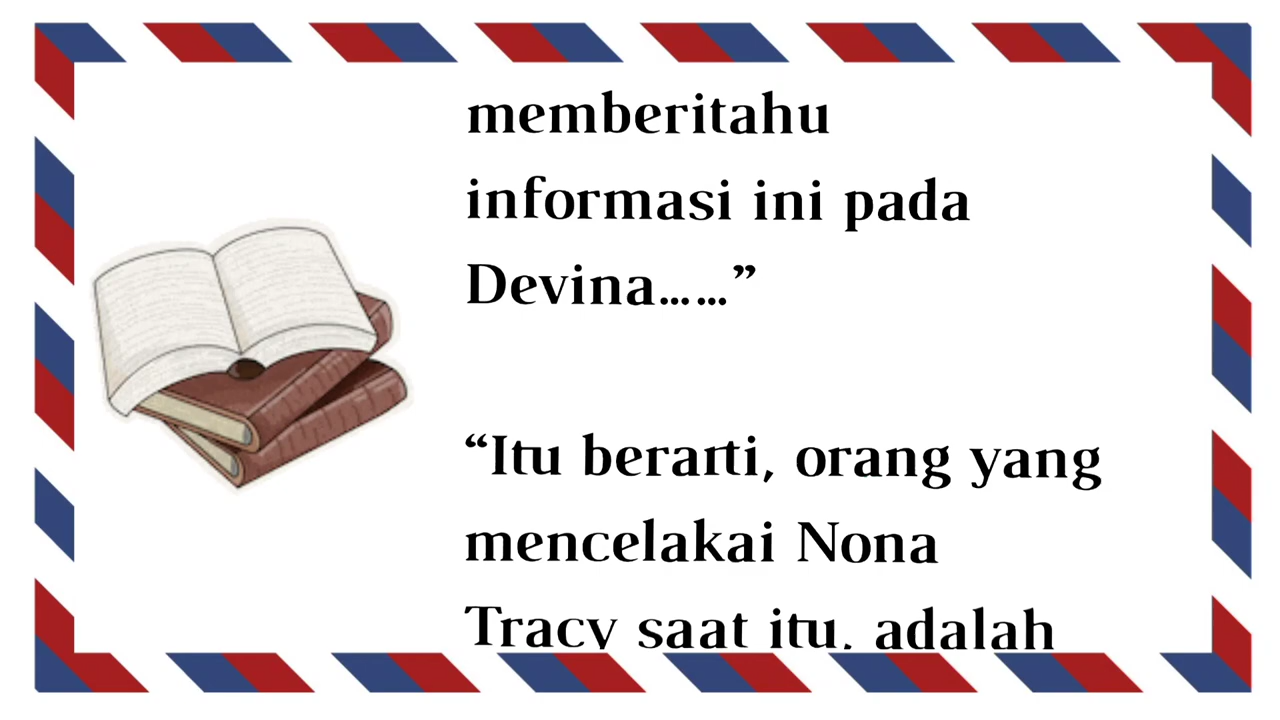 memberitahu
informasi ini pada
Devina……”
“Itu berarti, orang yang
mencelakai Nona
Tracy saat itu, adalah